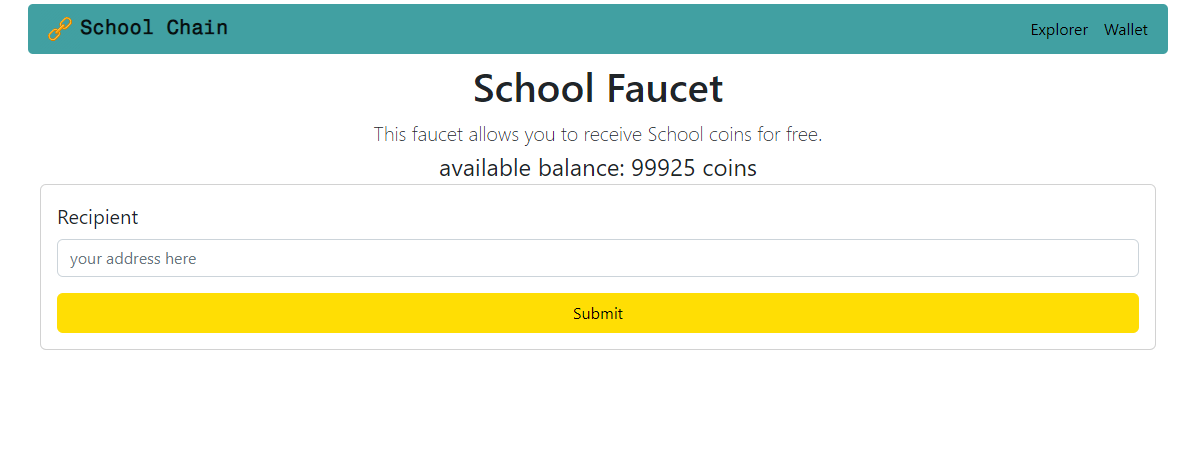 School Chain
Explorer Wallet
School Faucet
This faucet allows you to receive School coins for free.
available balance: 99925 coins
Recipient
your address here
Submit